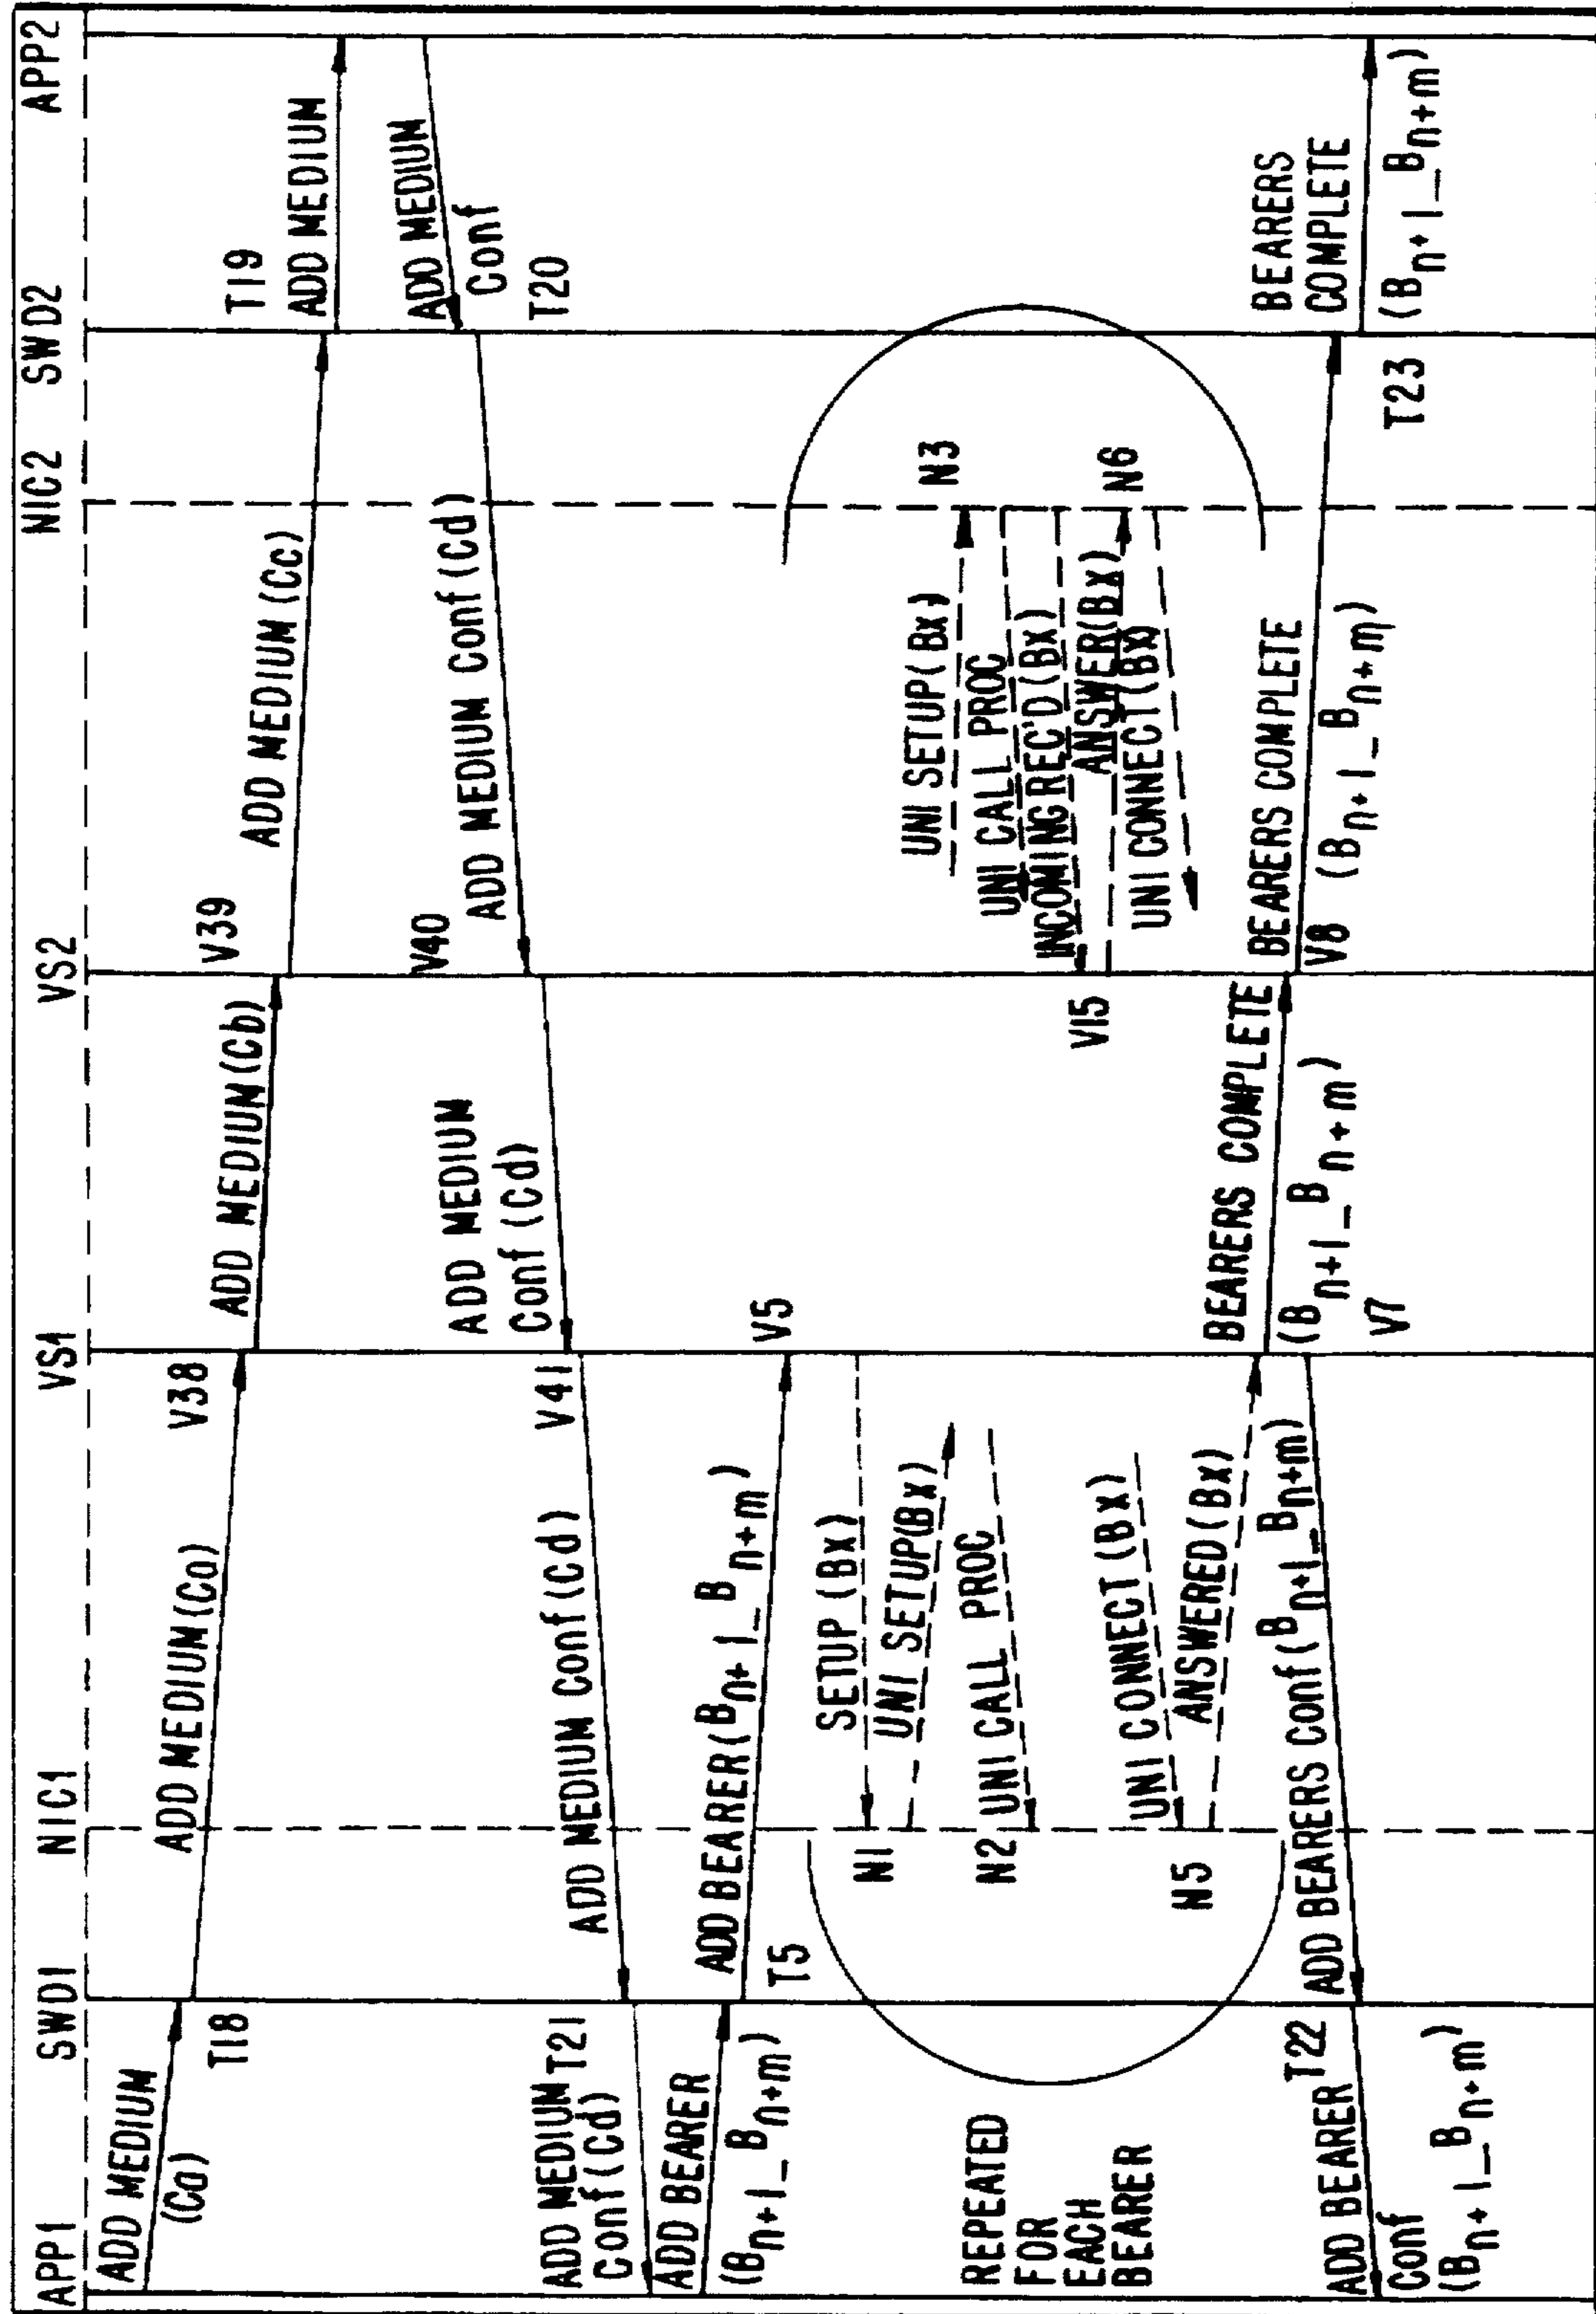 APP1 SWD1 NIC1 VS1 VS2 NIC2 SWD2 APP2
ADD MEDIUM
(Ca)
T18
ADD MEDIUM (Ca)
V38
ADD MEDIUM (Cb)
V39
ADD MEDIUM (Cc)
T19
ADD MEDIUM
ADD MEDIUM
Conf
T20
ADD MEDIUM Conf (Cd)
V40
ADD MEDIUM
Conf (Cd)
V41
ADD MEDIUM Conf (Cd)
T21
ADD MEDIUM
Conf (Cd)
ADD BEARER
(Bn+1_Bn+m)
T5
ADD BEARER (Bn+1_Bn+m)
V5
SETUP (Bx)
N1
UNI SETUP (Bx)
UNI CALL PROC
N2
UNI SETUP (Bx)
N3
UNI CALL PROC
INCOMING REC'D (Bx)
V15
ANSWER (Bx)
N6
UNI CONNECT (Bx)
UNI CONNECT (Bx)
N5
ANSWERED (Bx)
REPEATED
FOR
EACH
BEARER
BEARERS COMPLETE
(Bn+1_Bn+m)
V7
BEARERS COMPLETE
V8 (Bn+1_Bn+m)
T23
BEARERS
COMPLETE
(Bn+1_Bn+m)
ADD BEARERS Conf (Bn+1_Bn+m)
T22
ADD BEARER
Conf
(Bn+1_Bn+m)